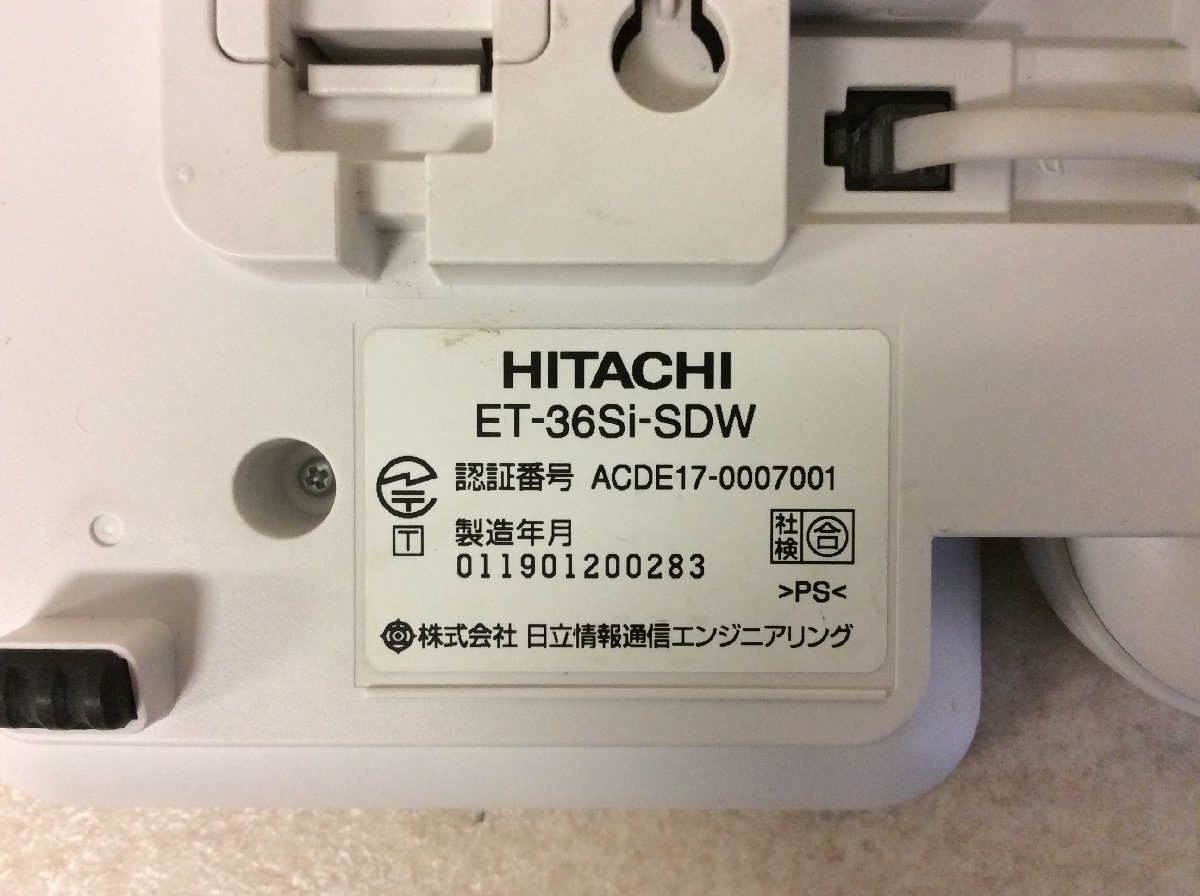 HITACHI
ET-36Si-SDW
認証番号 ACDE17-0007001
T
製造年月
011901200283
社検 合
>PS<
株式会社 日立情報通信エンジニアリング